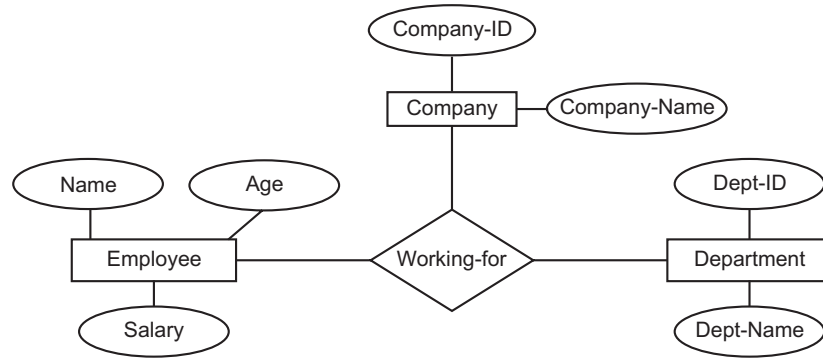 Company-ID
Company
Company-Name
Name
Age
Dept-ID
Employee
Working-for
Department
Salary
Dept-Name